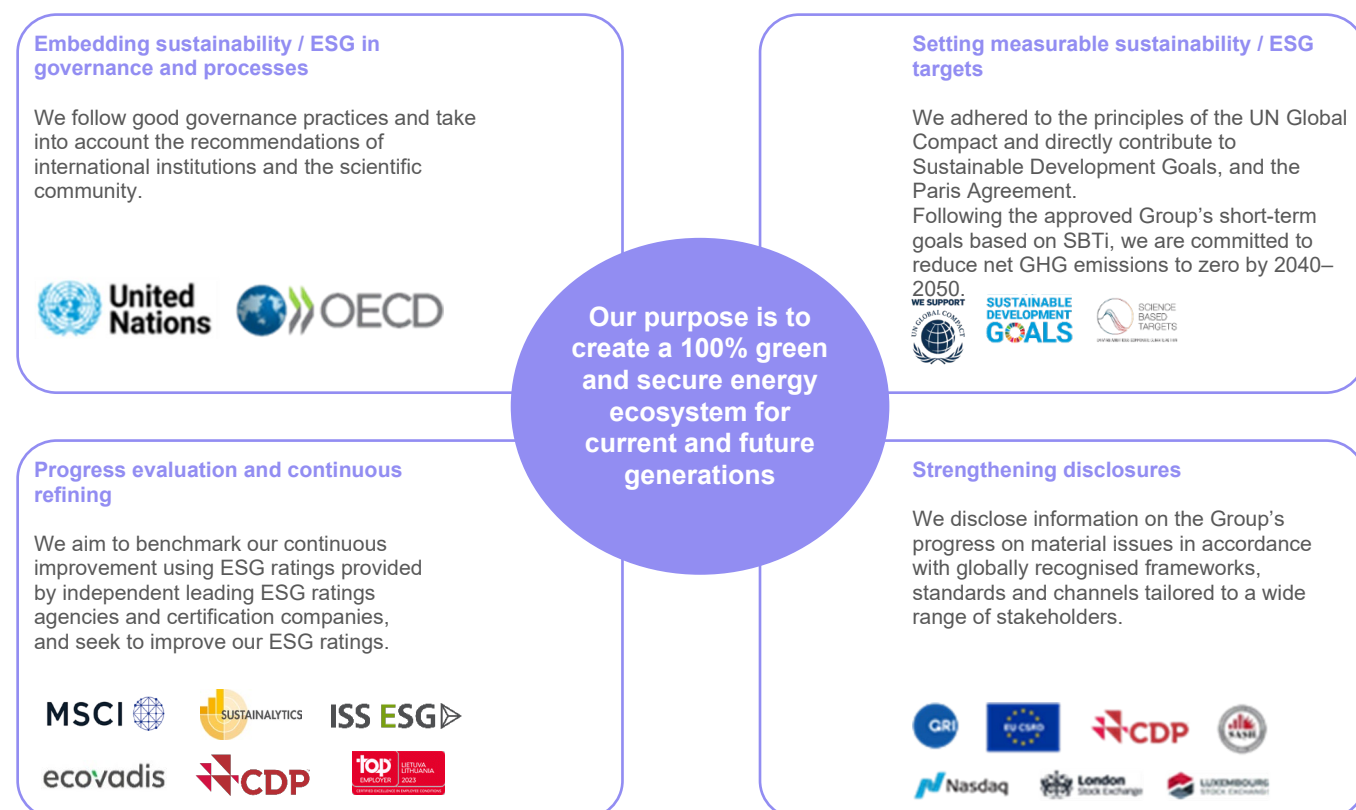 Embedding sustainability / ESG in
governance and processes
We follow good governance practices and take
into account the recommendations of
international institutions and the scientific
community.
United
Nations
OECD
Setting measurable sustainability / ESG
targets
We adhered to the principles of the UN Global
Compact and directly contribute to
Sustainable Development Goals, and the
Paris Agreement.
Following the approved Group’s short-term
goals based on SBTi, we are committed to
reduce net GHG emissions to zero by 2040–
2050.
WE SUPPORT
UN GLOBAL COMPACT
SUSTAINABLE
DEVELOPMENT
GOALS
SCIENCE
BASED
TARGETS
Our purpose is to
create a 100% green
and secure energy
ecosystem for
current and future
generations
Progress evaluation and continuous
refining
We aim to benchmark our continuous
improvement using ESG ratings provided
by independent leading ESG ratings
agencies and certification companies,
and seek to improve our ESG ratings.
MSCI
SUSTAINALYTICS
ISS ESG
ecovadis
CDP
top
EMPLOYER
LIETUVA
LITHUANIA
2023
CERTIFIED EXCELLENCE IN EMPLOYEE CONDITIONS
Strengthening disclosures
We disclose information on the Group’s
progress on material issues in accordance
with globally recognised frameworks,
standards and channels tailored to a wide
range of stakeholders.
GRI
EU CSRD
CDP
SASB
Nasdaq
London
Stock Exchange
LUXEMBOURG
STOCK EXCHANGE